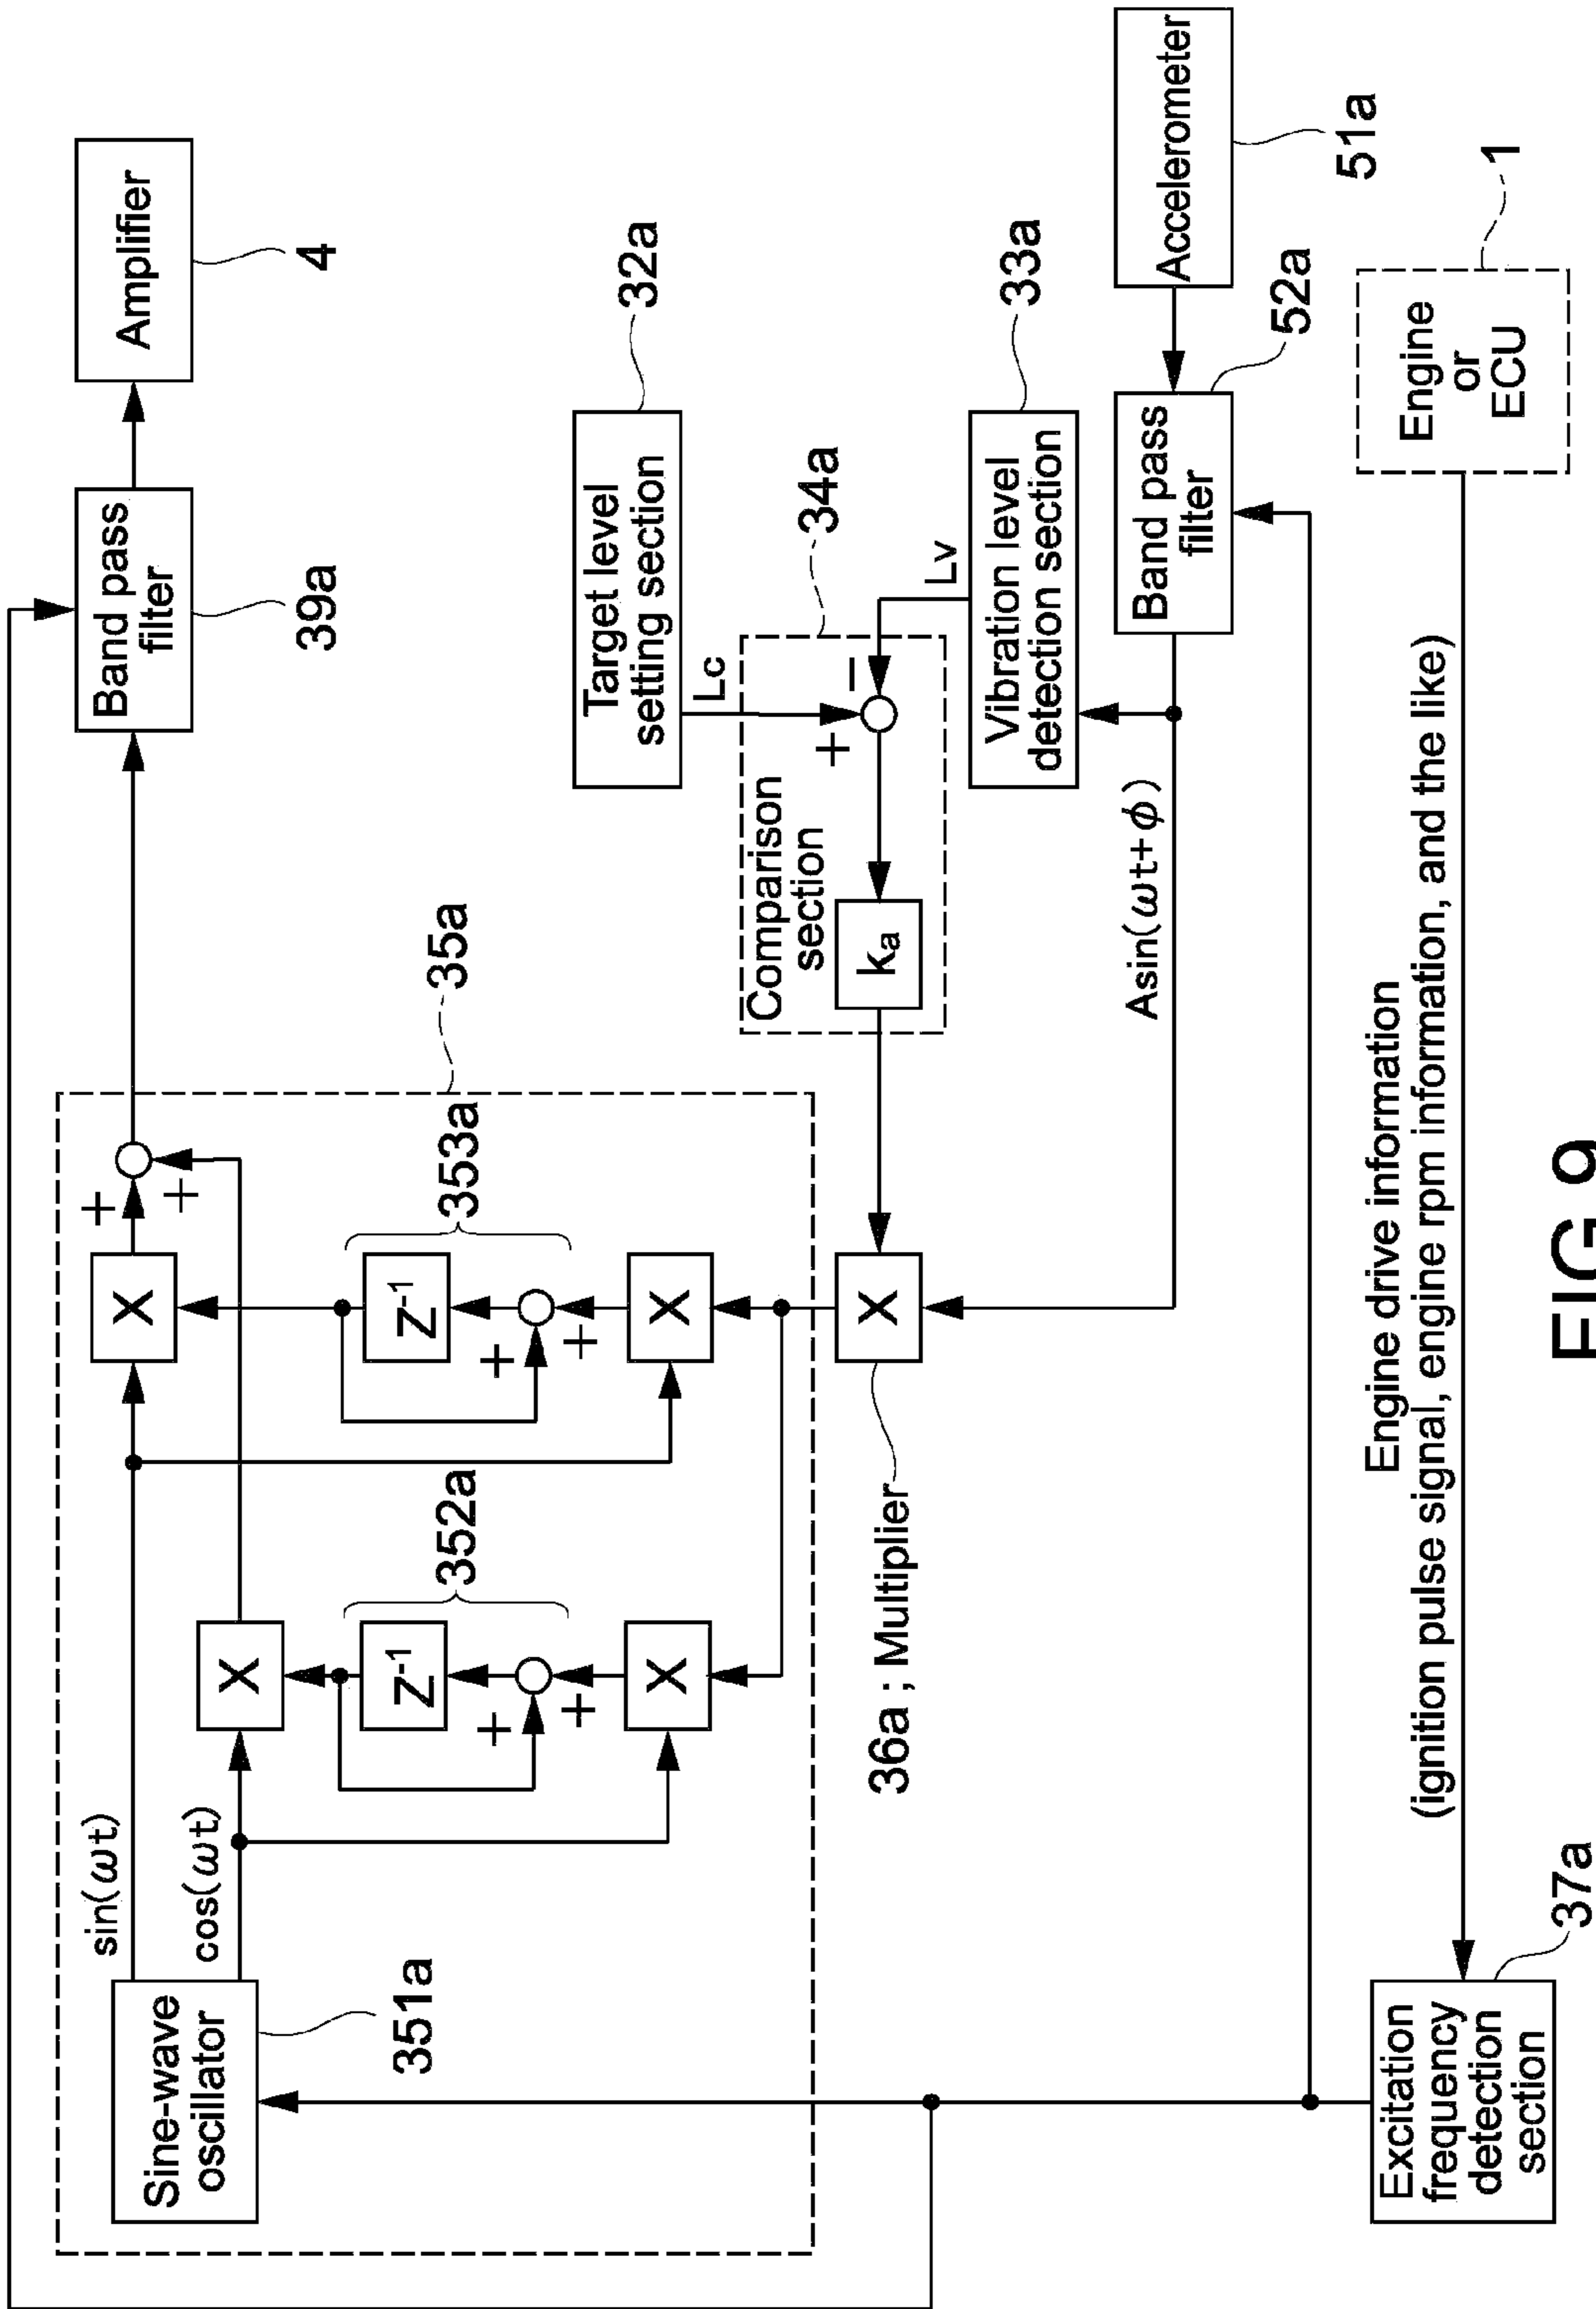 Sine-wave
oscillator
351a
sin(ωt)
cos(ωt)
X
X
Z⁻¹
Z⁻¹
+
+
+
+
X
X
+
+
352a
353a
35a
Band pass
filter
39a
Amplifier
4
Target level
setting section
32a
Lc
Comparison
section
34a
ka
+
−
Lv
Vibration level
detection section
33a
36a ; Multiplier
X
Asin(ωt+ϕ)
Band pass
filter
52a
Accelerometer
51a
Excitation
frequency
detection
section
37a
Engine drive information
(ignition pulse signal, engine rpm information, and the like)
Engine
or
ECU
1
FIG.9